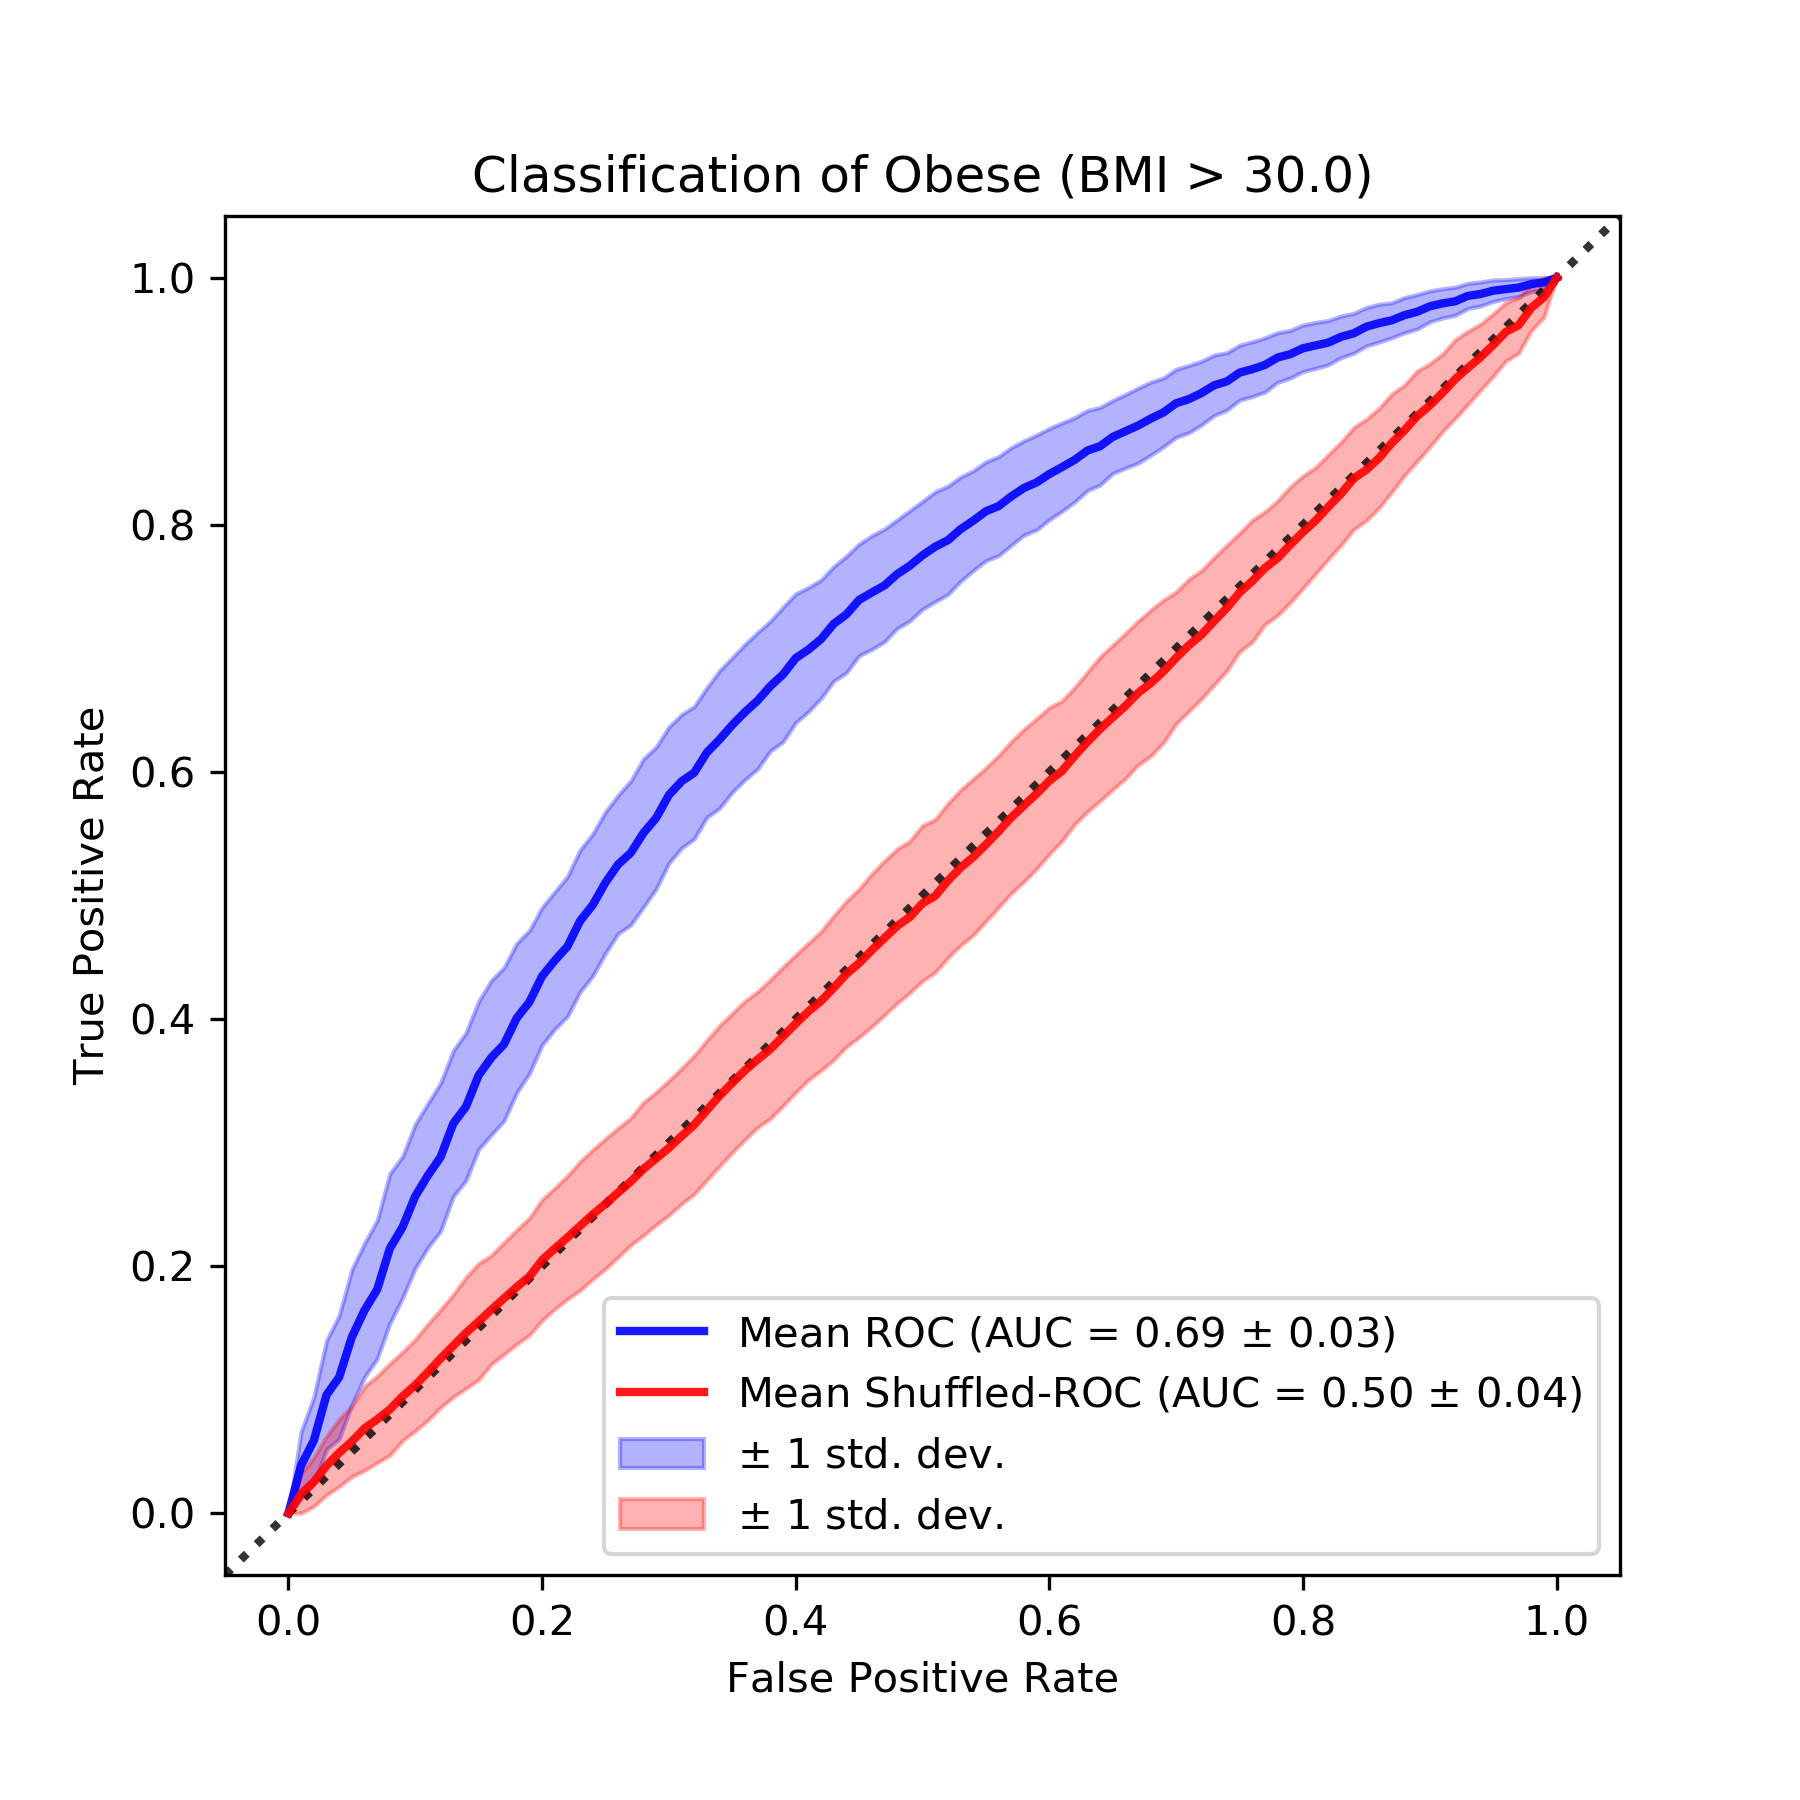 Classification of Obese (BMI > 30.0)
True Positive Rate
1.0
0.8
0.6
0.4
0.2
0.0
Mean ROC (AUC = 0.69 ± 0.03)
Mean Shuffled-ROC (AUC = 0.50 ± 0.04)
± 1 std. dev.
± 1 std. dev.
0.0 0.2 0.4 0.6 0.8 1.0
False Positive Rate